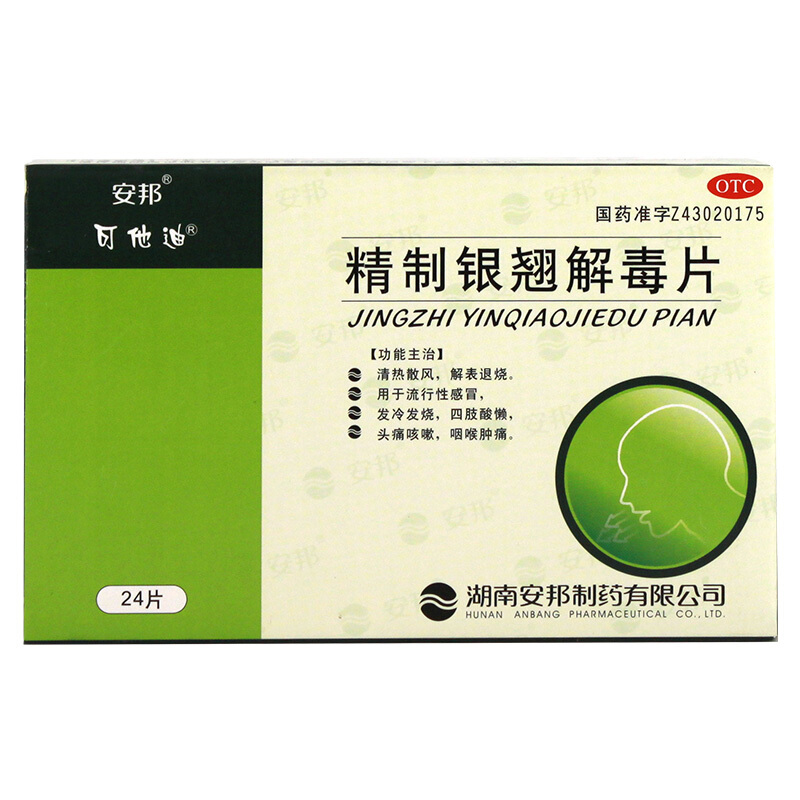 安邦®
可他迪®
OTC
国药准字Z43020175
精制银翘解毒片
JINGZHI YINQIAOJIEDU PIAN
【功能主治】
清热散风，解表退烧。
用于流行性感冒，
发冷发烧，四肢酸懒，
头痛咳嗽，咽喉肿痛。
24片
湖南安邦制药有限公司
HUNAN ANBANG PHARMACEUTICAL CO.,LTD.